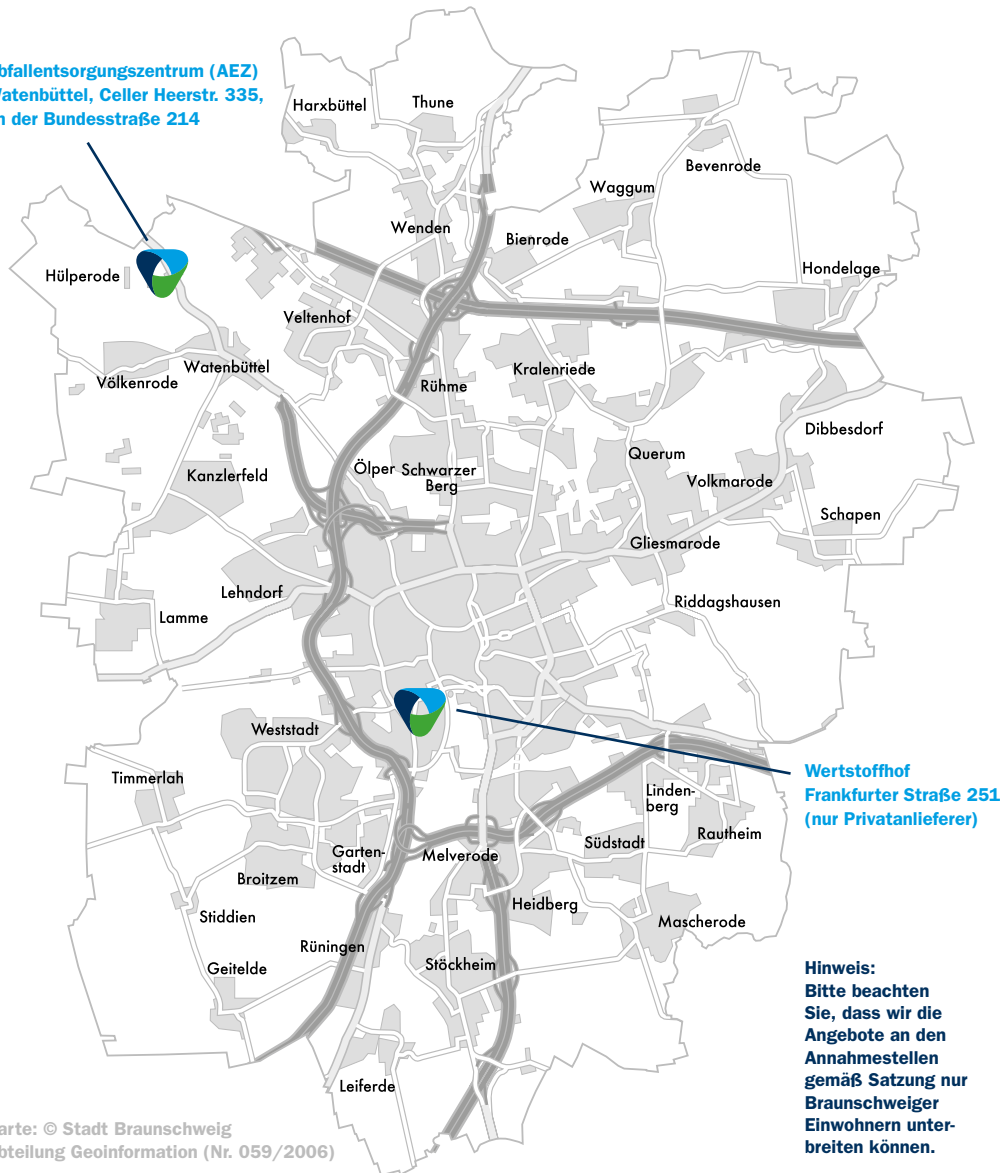 bfallentsorgungszentrum (AEZ)
atenbüttel, Celler Heerstr. 335,
der Bundesstraße 214
Harxbüttel
Thune
Bevenrode
Waggum
Wenden
Bienrode
Hondelage
Hülperode
Veltenhof
Watenbüttel
Völkenrode
Kralenriede
Rühme
Dibbesdorf
Querum
Ölper
Schwarzer
Berg
Kanzlerfeld
Volkmarode
Schapen
Gliesmarode
Lehndorf
Riddagshausen
Lamme
Weststadt
Timmerlah
Wertstoffhof
Frankfurter Straße 251
(nur Privatanlieferer)
Linden-
berg
Rautheim
Südstadt
Garten-
stadt
Melverode
Broitzem
Heidberg
Stiddien
Mascherode
Rüningen
Geitelde
Stöckheim
Leiferde
Hinweis:
Bitte beachten
Sie, dass wir die
Angebote an den
Annahmestellen
gemäß Satzung nur
Braunschweiger
Einwohnern unter-
breiten können.
arte: © Stadt Braunschweig
bteilung Geoinformation (Nr. 059/2006)